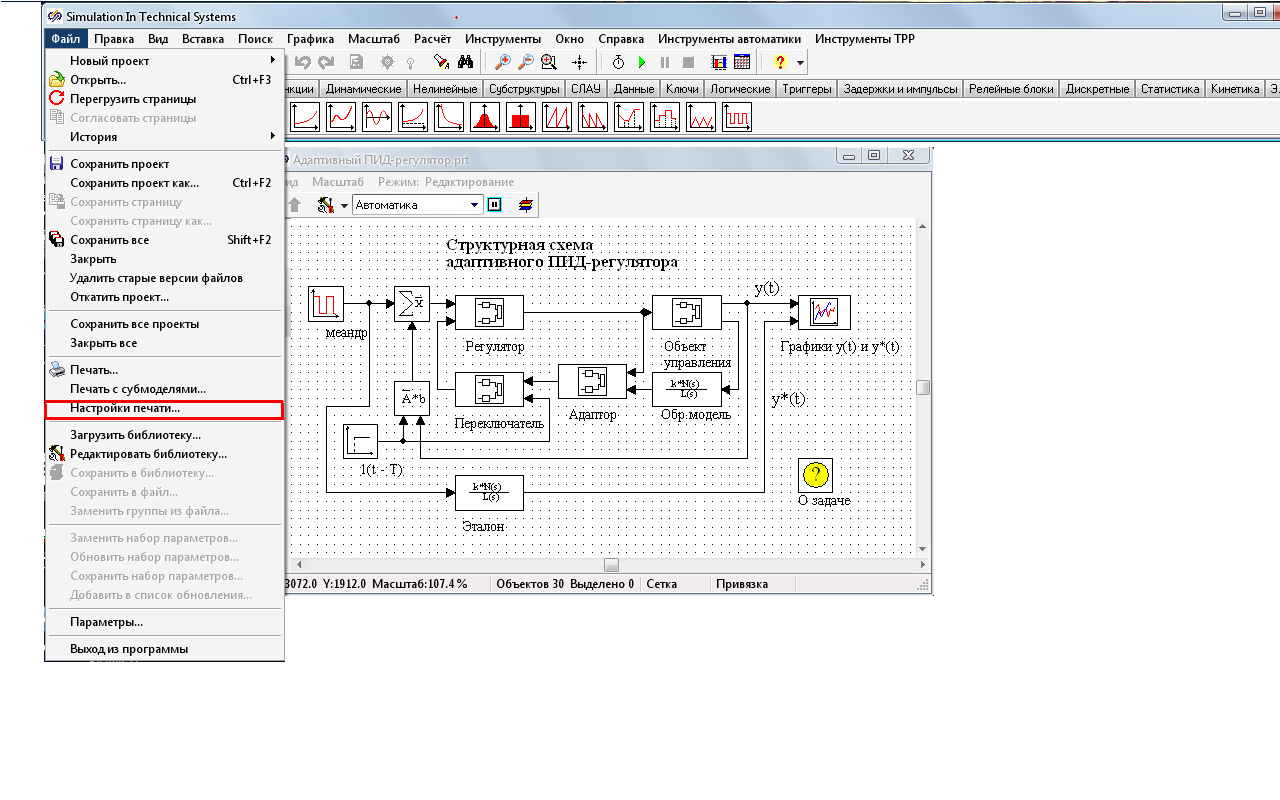 Simulation In Technical Systems
Файл Правка Вид Вставка Поиск Графика Масштаб Расчёт Инструменты Окно Справка Инструменты автоматики Инструменты ТРР
Новый проект
Открыть... Ctrl+F3
Перегрузить страницы
Согласовать страницы
История
Сохранить проект
Сохранить проект как... Ctrl+F2
Сохранить страницу
Сохранить страницу как...
Сохранить все Shift+F2
Закрыть
Удалить старые версии файлов
Откатить проект...
Сохранить все проекты
Закрыть все
Печать...
Печать с субмоделями...
Настройки печати...
Загрузить библиотеку...
Редактировать библиотеку...
Сохранить в библиотеку...
Сохранить в файл...
Заменить группы из файла...
Заменить набор параметров...
Обновить набор параметров...
Сохранить набор параметров...
Добавить в список обновления...
Параметры...
Выход из программы
нкции Динамические Нелинейные Субструктуры СЛАУ Данные Ключи Логические Триггеры Задержки и импульсы Релейные блоки Дискретные Статистика Кинетика Э
Адаптивный ПИД-регулятор.prt
ид Масштаб Режим: Редактирование
Автоматика
Структурная схема
адаптивного ПИД-регулятора
y(t)
меандр
Регулятор
Объект
управления
Графики y(t) и y*(t)
A*b
k*N(s)
L(s)
y*(t)
Переключатель
Адаптор
Обр.модель
1(t - T)
?
k*N(s)
L(s)
О задаче
Эталон
3072.0 Y:1912.0 Масштаб:107.4% Объектов 30 Выделено 0 Сетка Привязка